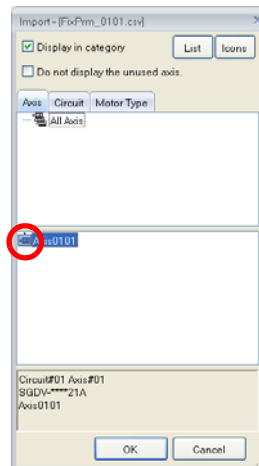 Import - [FixPrm_0101.csv]
Display in category
List
Icons
Do not display the unused axis.
Axis
Circuit
Motor Type
All Axis
Axis0101
Circuit#01 Axis#01
SGDV-****21A
Axis0101
OK
Cancel